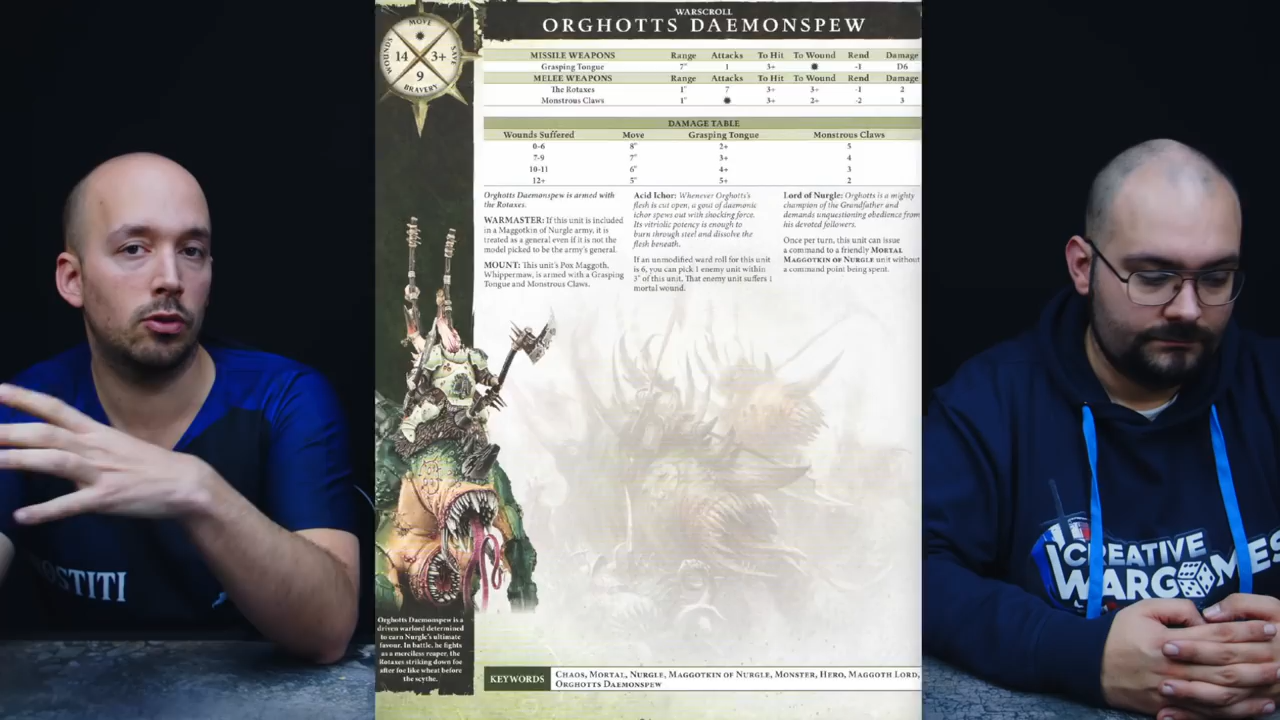 WARSCROLL
ORGHOTTS DAEMONSPEW
MOVE
WOUNDS 14 3+ SAVE
9
BRAVERY
MISSILE WEAPONS Range Attacks To Hit To Wound Rend Damage
Grasping Tongue 7" 1 3+ ✹ -1 D6
MELEE WEAPONS Range Attacks To Hit To Wound Rend Damage
The Rotaxes 1" 7 3+ 3+ -1 2
Monstrous Claws 1" ✹ 3+ 2+ -2 3
DAMAGE TABLE
Wounds Suffered Move Grasping Tongue Monstrous Claws
0-6 8" 2+ 5
7-9 7" 3+ 4
10-11 6" 4+ 3
12+ 5" 5+ 2
Orghotts Daemonspew is armed with
the Rotaxes.
WARMASTER: If this unit is included
in a Maggotkin of Nurgle army, it is
treated as a general even if it is not the
model picked to be the army's general.
MOUNT: This unit's Pox Maggoth,
Whippermaw, is armed with a Grasping
Tongue and Monstrous Claws.
Acid Ichor: Whenever Orghotts's
flesh is cut open, a gout of daemonic
ichor spews out with shocking force.
Its vitriolic potency is enough to
burn through steel and dissolve the
flesh beneath.
If an unmodified ward roll for this unit
is 6, you can pick 1 enemy unit within
3" of this unit. That enemy unit suffers 1
mortal wound.
Lord of Nurgle: Orghotts is a mighty
champion of the Grandfather and
demands unquestioning obedience from
his devoted followers.
Once per turn, this unit can issue
a command to a friendly MORTAL
MAGGOTKIN OF NURGLE unit without
a command point being spent.
Orghotts Daemonspew is a
driven warlord determined
to earn Nurgle's ultimate
favour. In battle, he fights
as a merciless reaper, the
Rotaxes striking down foe
after foe like wheat before
the scythe.
KEYWORDS CHAOS, MORTAL, NURGLE, MAGGOTKIN OF NURGLE, MONSTER, HERO, MAGGOTH LORD,
ORGHOTTS DAEMONSPEW
OSTITI
CREATIVE
WARGAMES